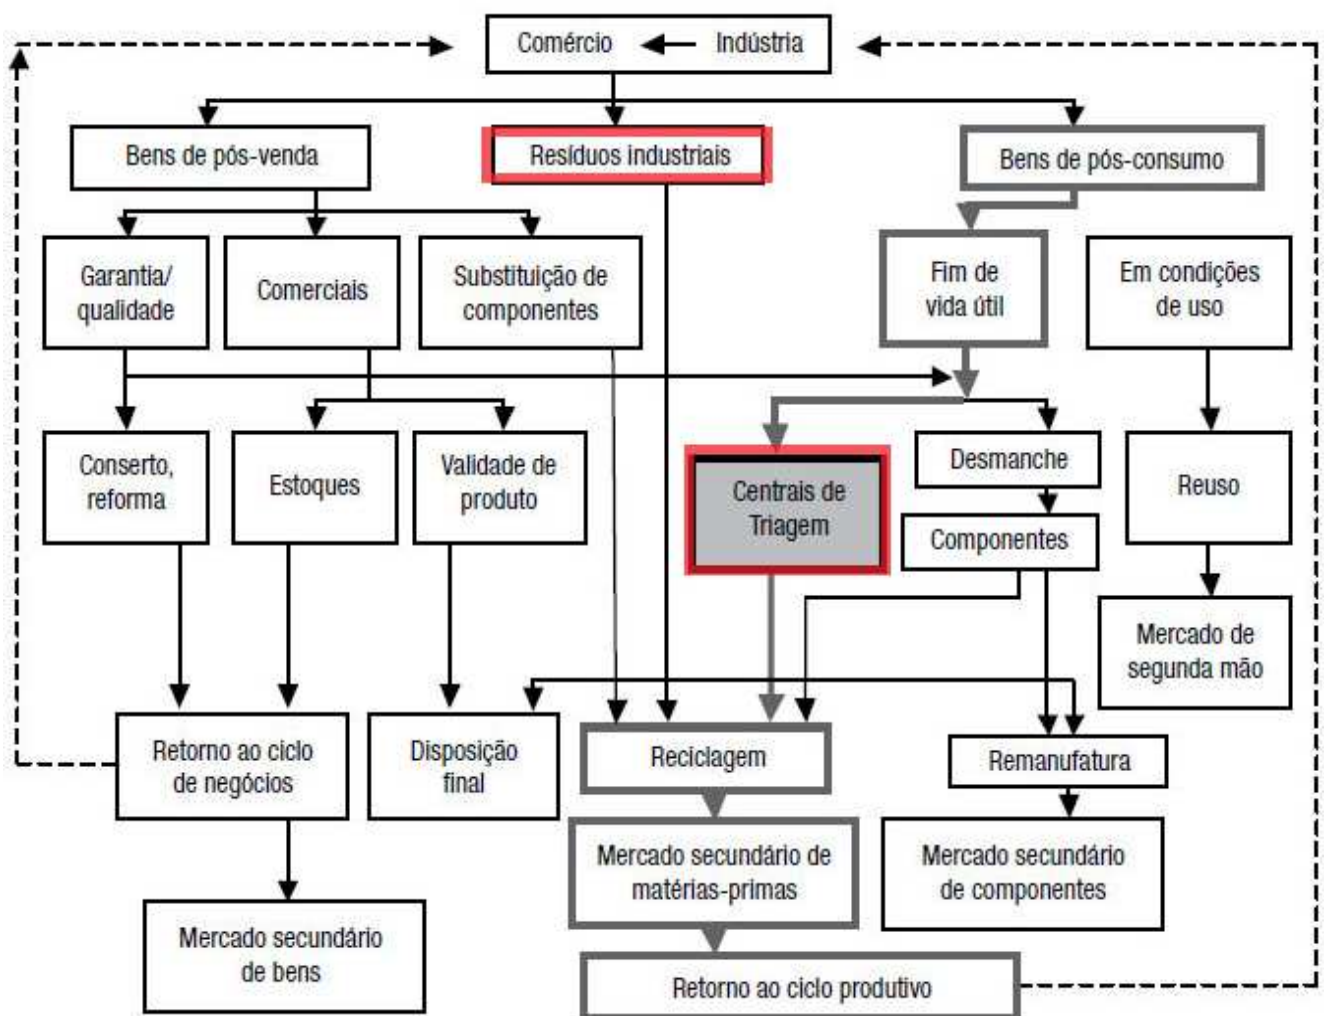 Comércio Indústria
Bens de pós-venda
Resíduos industriais
Bens de pós-consumo
Garantia/
qualidade
Comerciais
Substituição de
componentes
Fim de
vida útil
Em condições
de uso
Conserto,
reforma
Estoques
Validade de
produto
Centrais de
Triagem
Desmanche
Componentes
Reuso
Mercado de
segunda mão
Retorno ao ciclo
de negócios
Disposição
final
Reciclagem
Remanufatura
Mercado secundário de
matérias-primas
Mercado secundário
de componentes
Mercado secundário
de bens
Retorno ao ciclo produtivo